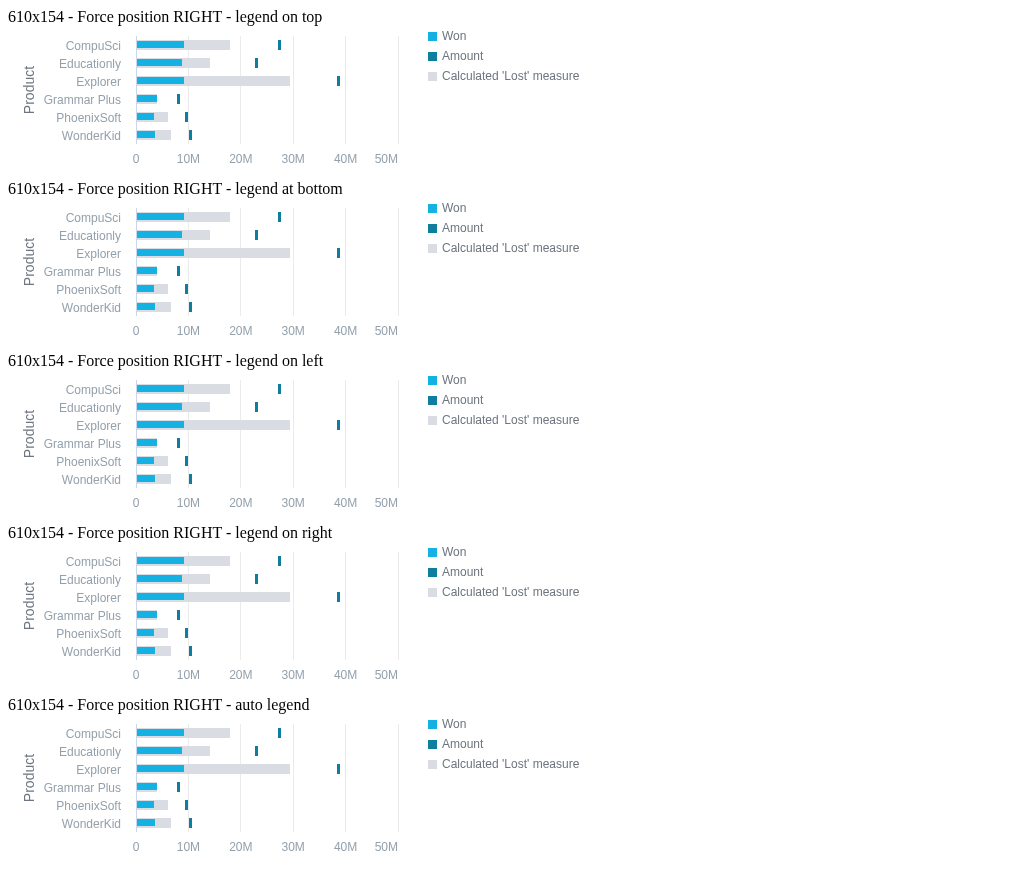 610x154 - Force position RIGHT - legend on top
CompuSci
Educationly
Explorer
Grammar Plus
PhoenixSoft
WonderKid
Product
0 10M 20M 30M 40M 50M
Won
Amount
Calculated 'Lost' measure
610x154 - Force position RIGHT - legend at bottom
CompuSci
Educationly
Explorer
Grammar Plus
PhoenixSoft
WonderKid
Product
0 10M 20M 30M 40M 50M
Won
Amount
Calculated 'Lost' measure
610x154 - Force position RIGHT - legend on left
CompuSci
Educationly
Explorer
Grammar Plus
PhoenixSoft
WonderKid
Product
0 10M 20M 30M 40M 50M
Won
Amount
Calculated 'Lost' measure
610x154 - Force position RIGHT - legend on right
CompuSci
Educationly
Explorer
Grammar Plus
PhoenixSoft
WonderKid
Product
0 10M 20M 30M 40M 50M
Won
Amount
Calculated 'Lost' measure
610x154 - Force position RIGHT - auto legend
CompuSci
Educationly
Explorer
Grammar Plus
PhoenixSoft
WonderKid
Product
0 10M 20M 30M 40M 50M
Won
Amount
Calculated 'Lost' measure